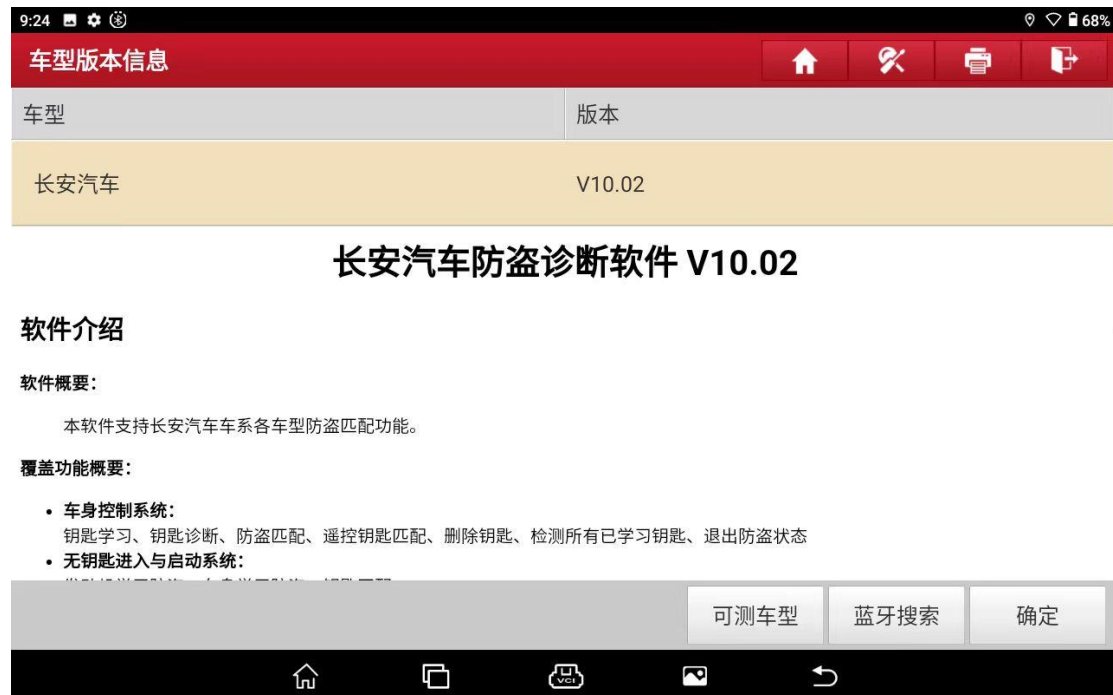 9:24
68%
车型版本信息
车型 版本
长安汽车 V10.02
长安汽车防盗诊断软件 V10.02
软件介绍
软件概要：
本软件支持长安汽车车系各车型防盗匹配功能。
覆盖功能概要：
• 车身控制系统：
钥匙学习、钥匙诊断、防盗匹配、遥控钥匙匹配、删除钥匙、检测所有已学习钥匙、退出防盗状态
• 无钥匙进入与启动系统：
可测车型 蓝牙搜索 确定
VCI